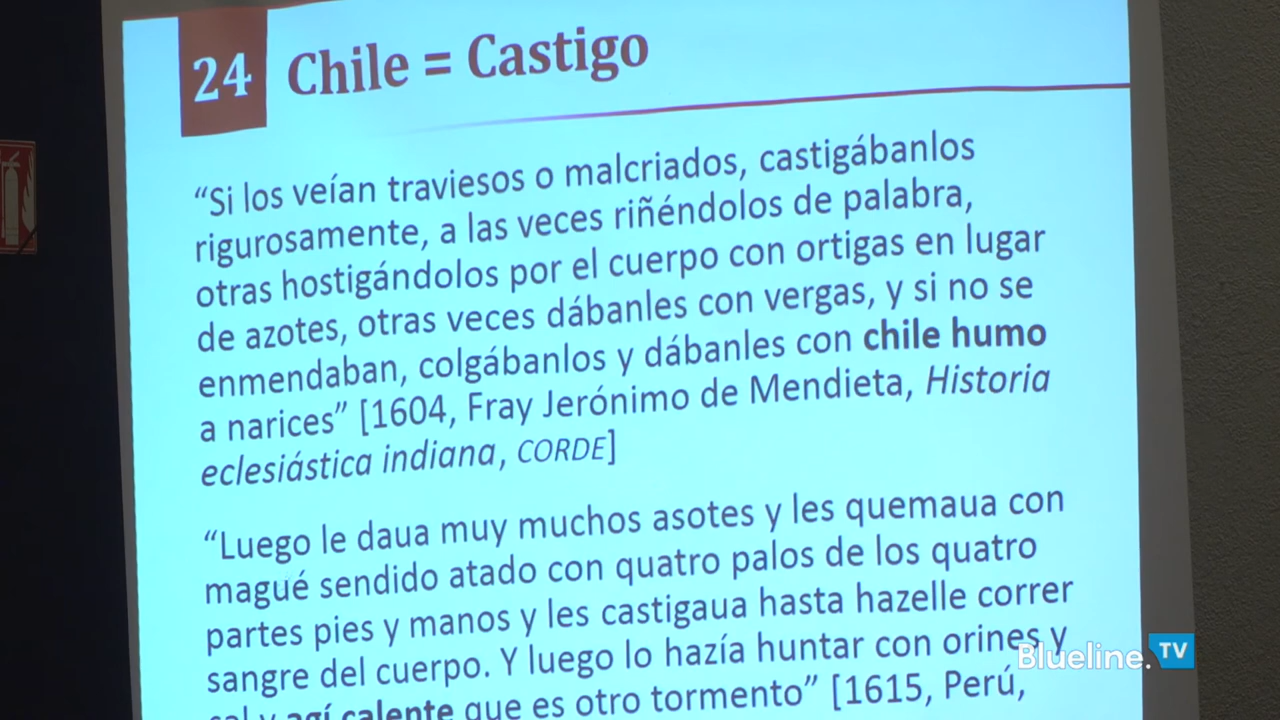 24 Chile = Castigo
“Si los veían traviesos o malcriados, castigábanlos
rigurosamente, a las veces riñéndolos de palabra,
otras hostigándolos por el cuerpo con ortigas en lugar
de azotes, otras veces dábanles con vergas, y si no se
enmendaban, colgábanlos y dábanles con chile humo
a narices” [1604, Fray Jerónimo de Mendieta, Historia
eclesiástica indiana, CORDE]
“Luego le daua muy muchos asotes y les quemaua con
magué sendido atado con quatro palos de los quatro
partes pies y manos y les castigaua hasta hazelle correr
sangre del cuerpo. Y luego lo hazía huntar con orines y
sal y agí calente que es otro tormento” [1615, Perú,
Blueline.TV